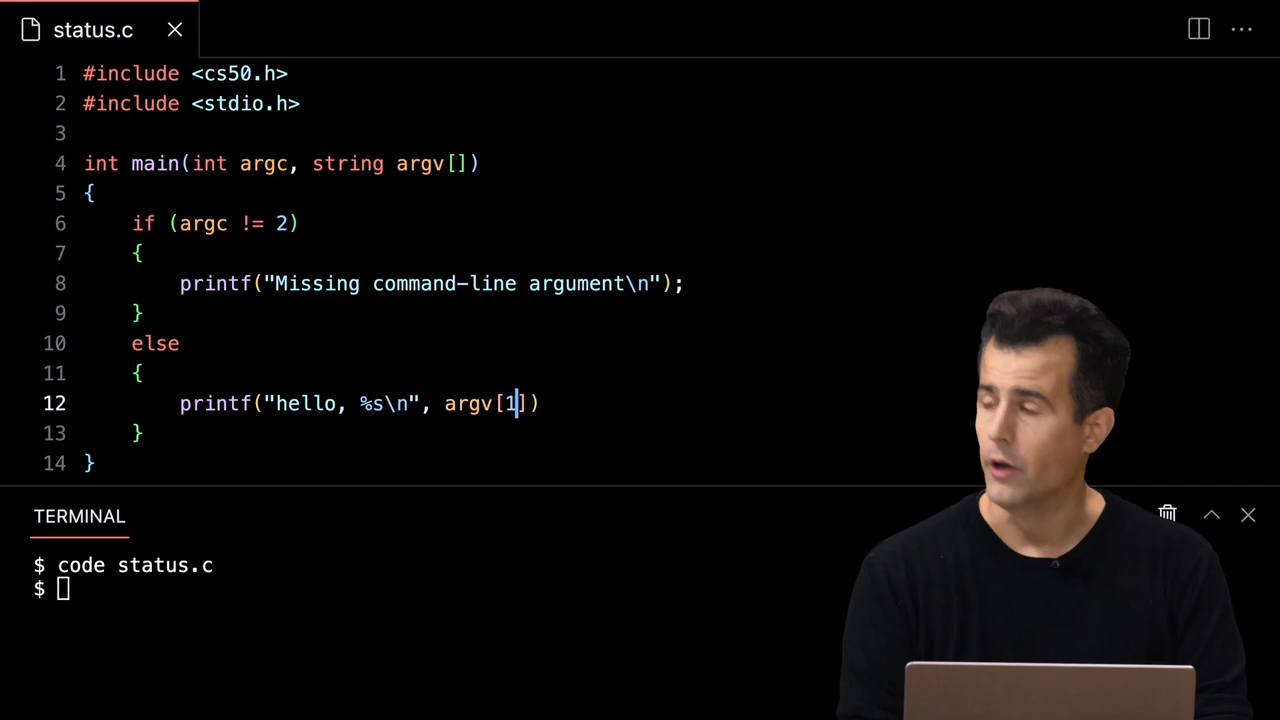 status.c
1 #include <cs50.h>
2 #include <stdio.h>
3
4 int main(int argc, string argv[])
5 {
6     if (argc != 2)
7     {
8         printf("Missing command-line argument\n");
9     }
10     else
11     {
12         printf("hello, %s\n", argv[1])
13     }
14 }
TERMINAL
$ code status.c
$